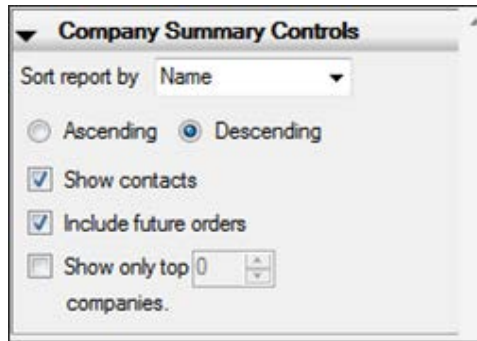 Company Summary Controls
Sort report by Name
Ascending Descending
Show contacts
Include future orders
Show only top 0
companies.